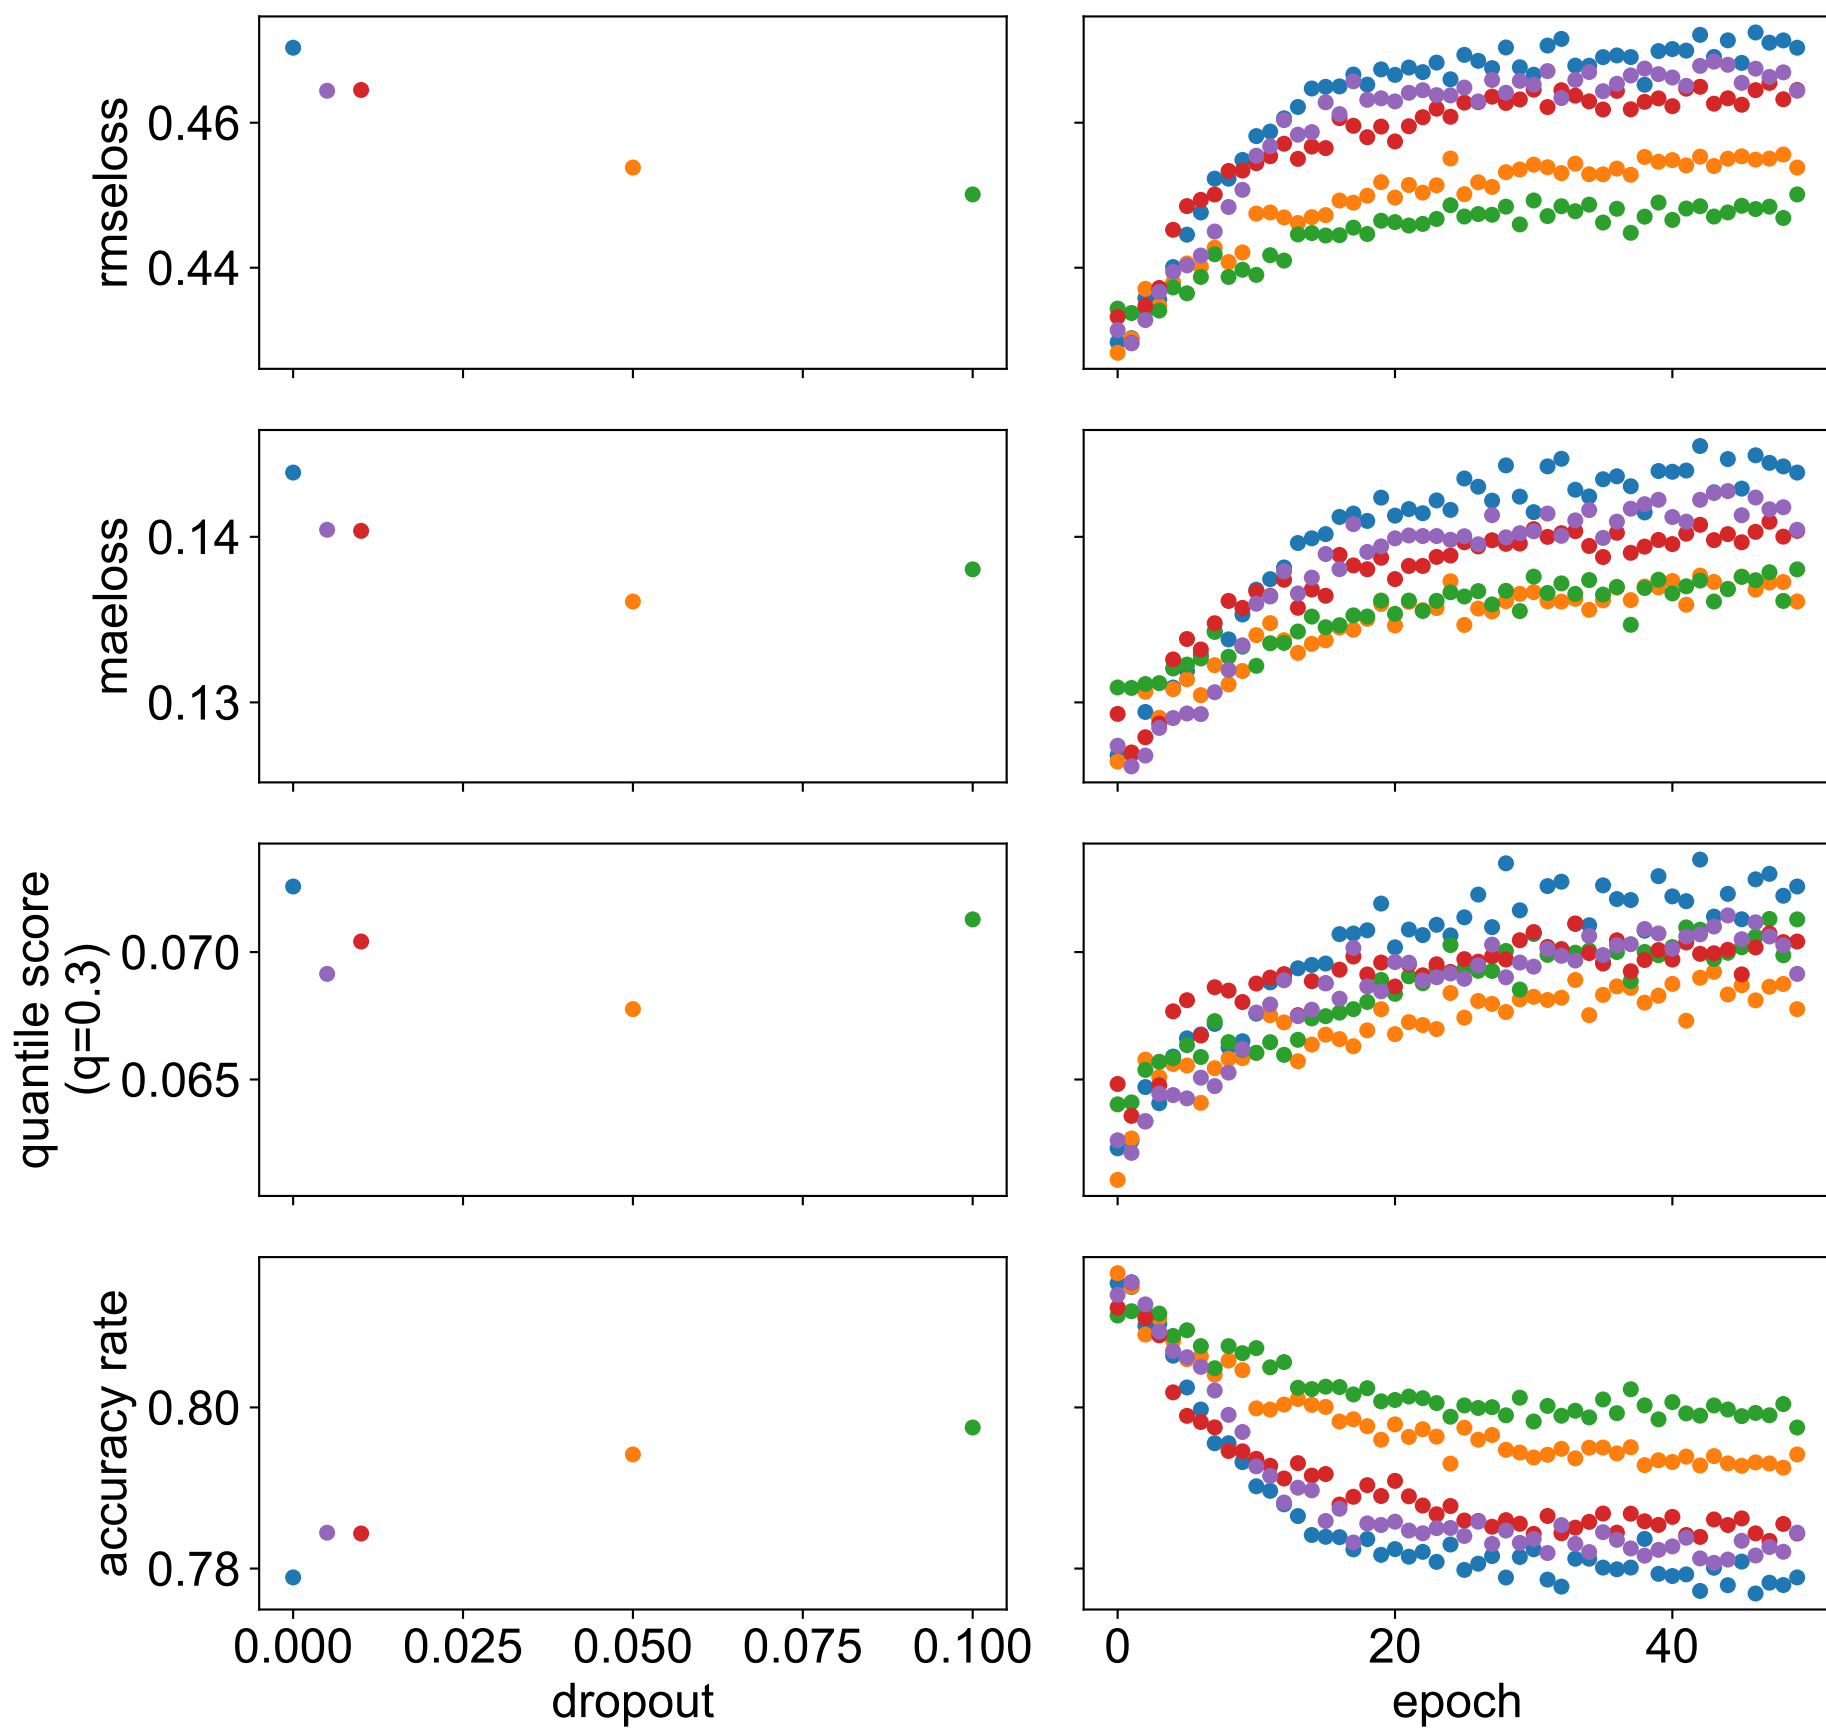 rmseloss
0.46
0.44
maeloss
0.14
0.13
quantile score
(q=0.3)
0.070
0.065
accuracy rate
0.80
0.78
0.000 0.025 0.050 0.075 0.100
dropout
0 20 40
epoch